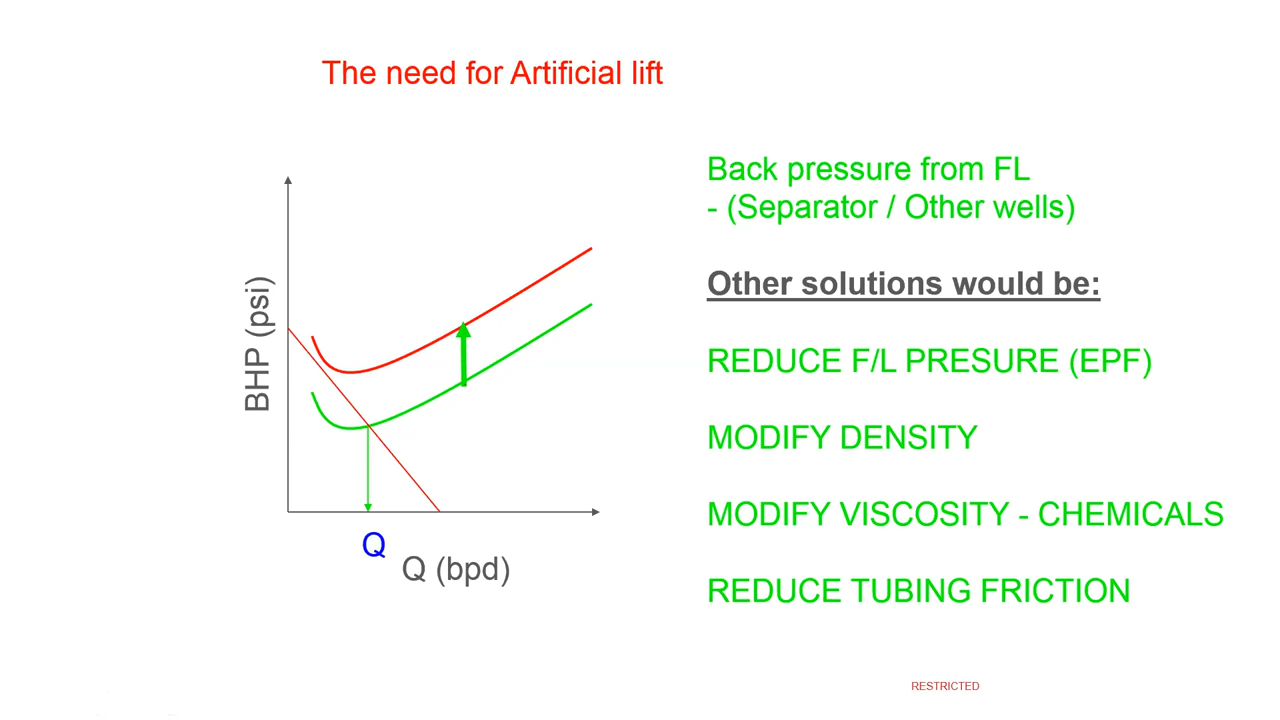 The need for Artificial lift
Back pressure from FL
- (Separator / Other wells)
Other solutions would be:
REDUCE F/L PRESURE (EPF)
MODIFY DENSITY
MODIFY VISCOSITY - CHEMICALS
REDUCE TUBING FRICTION
BHP (psi)
Q
Q (bpd)
RESTRICTED